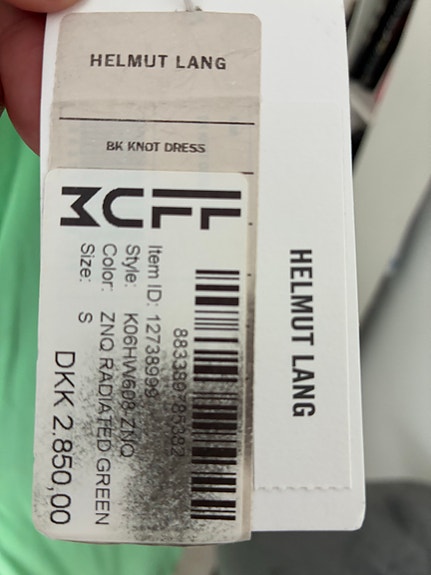 HELMUT LANG
BK KNOT DRESS
Item ID: 12738999
Style: K06HW608-ZNQ
Color: ZNQ RADIATED GREEN
Size: S
DKK 2.850,00
HELMUT LANG